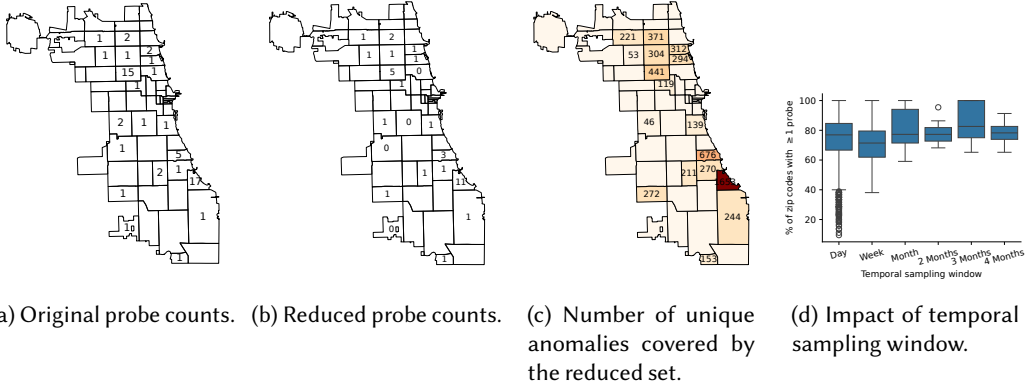 1 2
1 1 2
1
15 1
1
2 1 1
1
5
2 1
17
1
1
1
1
1 2
1 1 1
1
5 0
1
1 0 1
0
3
1 1
11
1
1
0
1
221 371
53 304 312
294
441
119
46 139
676
211 270
272
244
153
% of zip codes with ≥ 1 probe
100
80
60
40
20
Day Week Month 2 Months 3 Months 4 Months
Temporal sampling window
a) Original probe counts.
(b) Reduced probe counts.
(c) Number of unique
anomalies covered by
the reduced set.
(d) Impact of temporal
sampling window.